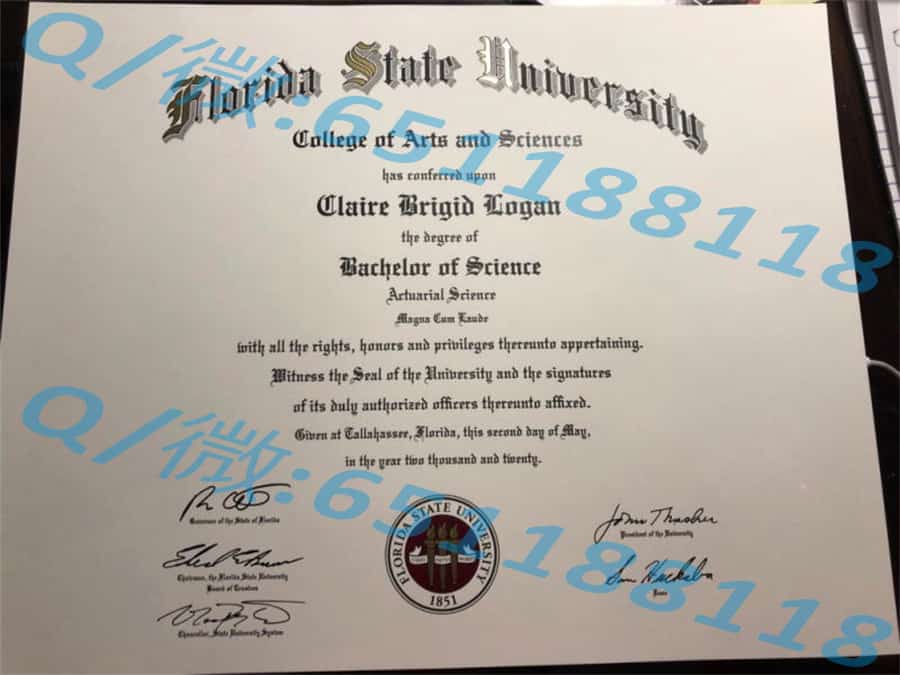 Florida State University
College of Arts and Sciences
has conferred upon
Claire Brigid Logan
the degree of
Bachelor of Science
Actuarial Science
Magna Cum Laude
with all the rights, honors and privileges thereunto appertaining.
Witness the Seal of the University and the signatures
of its duly authorized officers thereunto affixed.
Given at Tallahassee, Florida, this second day of May,
in the year two thousand and twenty.
Governor of the State of Florida
Chairman, the Florida State University
Board of Trustees
Chancellor, State University System
FLORIDA STATE UNIVERSITY
1851
John Thrasher
President of the University
Dean
Q/微:651188118
Q/微:651188118